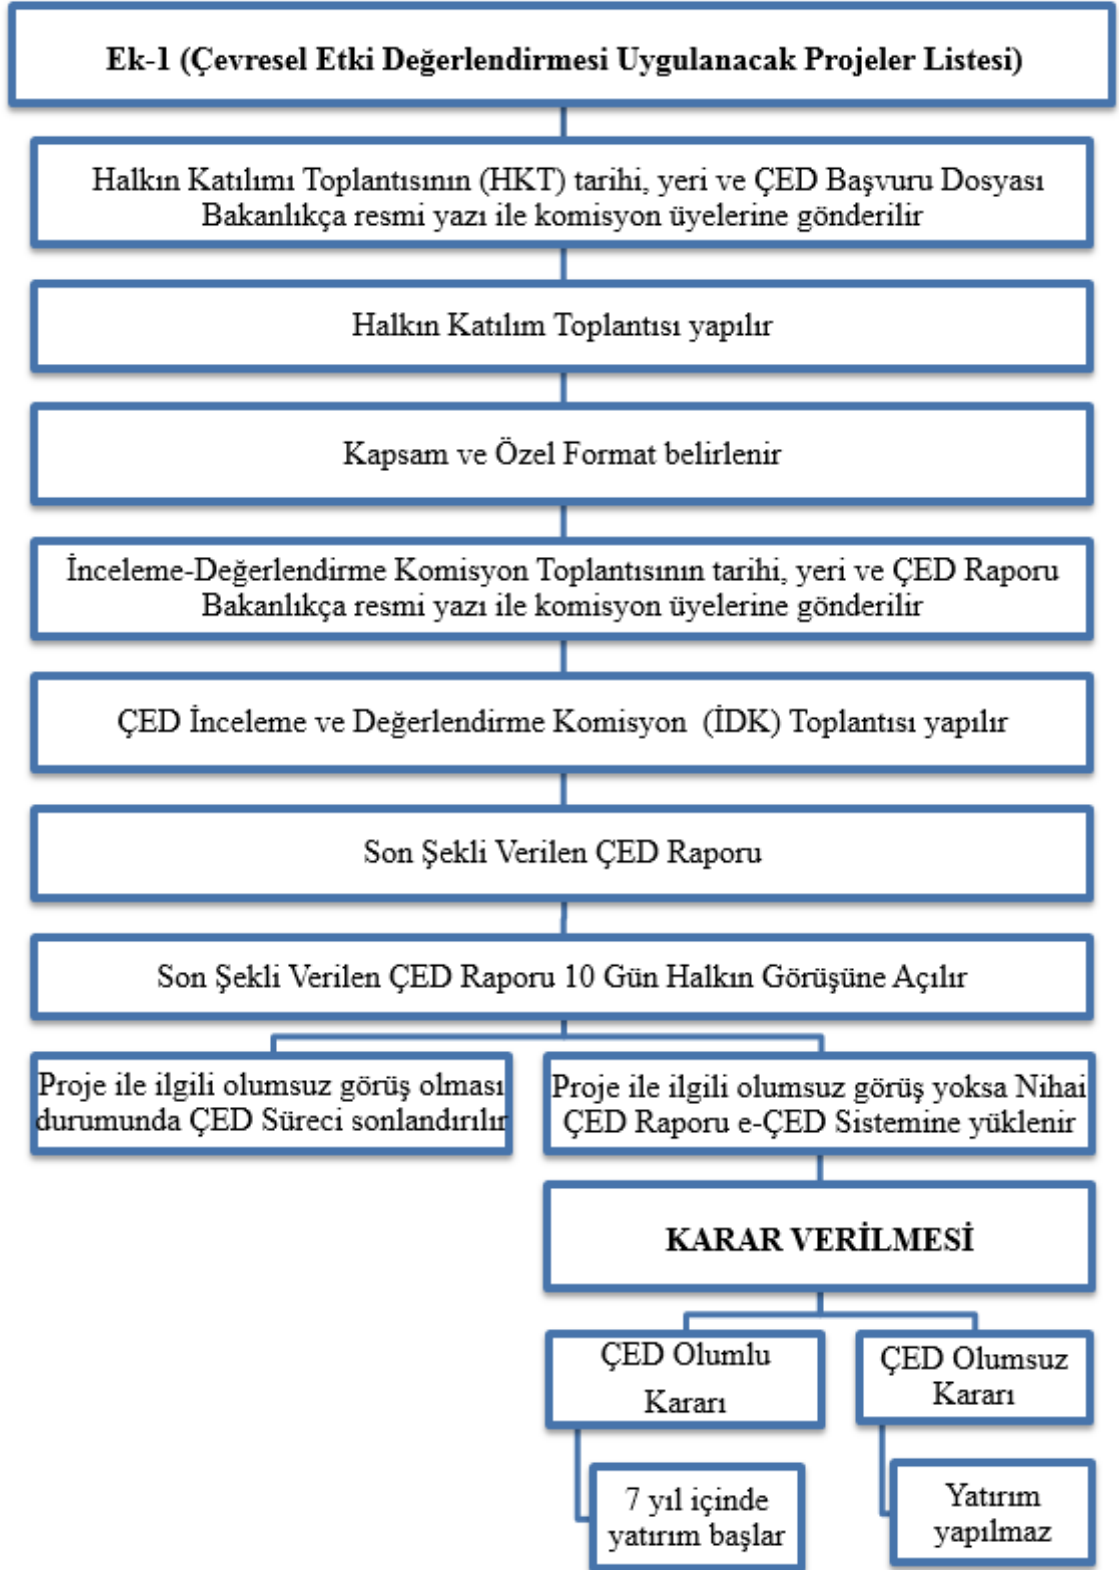 Ek-1 (Çevresel Etki Değerlendirmesi Uygulanacak Projeler Listesi)
Halkın Katılımı Toplantısının (HKT) tarihi, yeri ve ÇED Başvuru Dosyası
Bakanlıkça resmi yazı ile komisyon üyelerine gönderilir
Halkın Katılım Toplantısı yapılır
Kapsam ve Özel Format belirlenir
İnceleme-Değerlendirme Komisyon Toplantısının tarihi, yeri ve ÇED Raporu
Bakanlıkça resmi yazı ile komisyon üyelerine gönderilir
ÇED İnceleme ve Değerlendirme Komisyon (İDK) Toplantısı yapılır
Son Şekli Verilen ÇED Raporu
Son Şekli Verilen ÇED Raporu 10 Gün Halkın Görüşüne Açılır
Proje ile ilgili olumsuz görüş olması
durumunda ÇED Süreci sonlandırılır
Proje ile ilgili olumsuz görüş yoksa Nihai
ÇED Raporu e-ÇED Sistemine yüklenir
KARAR VERİLMESİ
ÇED Olumlu
Kararı
ÇED Olumsuz
Kararı
7 yıl içinde
yatırım başlar
Yatırım
yapılmaz